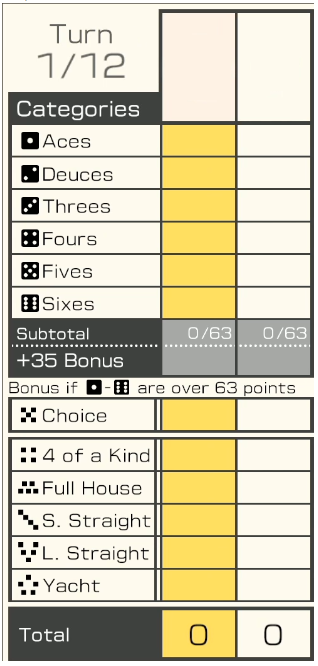 Turn
1/12
Categories
Aces
Deuces
Threes
Fours
Fives
Sixes
Subtotal 0/63 0/63
+35 Bonus
Bonus if ⚀-⚅ are over 63 points
Choice
4 of a Kind
Full House
S. Straight
L. Straight
Yacht
Total 0 0